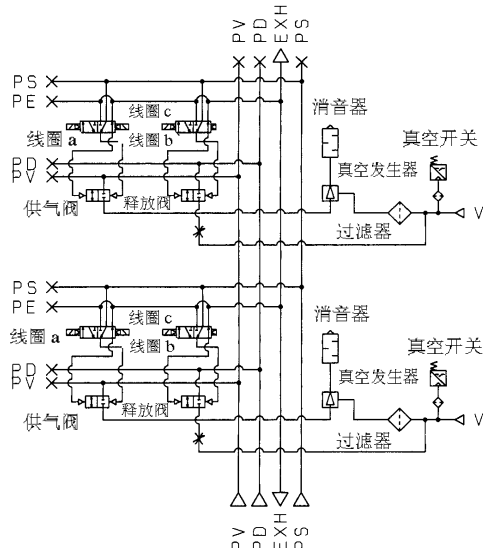 PV PD EXH PS
PS
PE
线圈 c
消音器
线圈 a
线圈 b
真空开关
PD
PV
真空发生器
供气阀
释放阀
过滤器
V
PS
PE
线圈 c
消音器
线圈 a
线圈 b
真空开关
PD
PV
真空发生器
供气阀
释放阀
过滤器
V
PV PD EXH PS